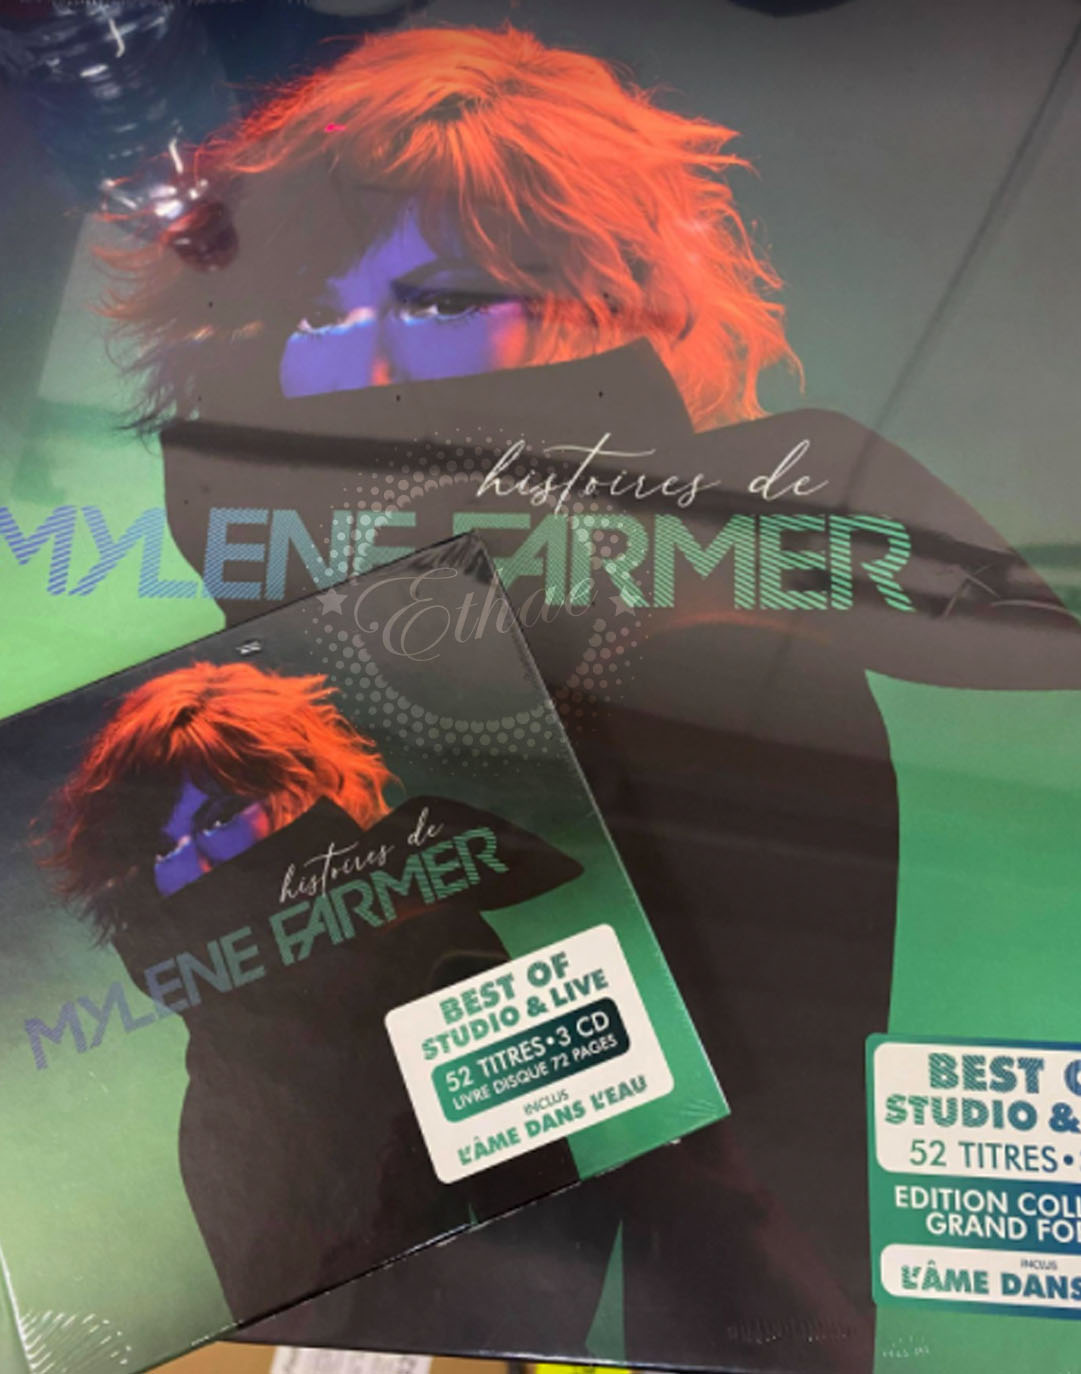 histoires de
MYLENE FARMER
Ethae
histoires de
MYLENE FARMER
BEST OF
STUDIO & LIVE
52 TITRES • 3 CD
LIVRE DISQUE 72 PAGES
INCLUS
L'ÂME DANS L'EAU
BEST O
STUDIO &
52 TITRES •
EDITION COLL
GRAND FO
INCLUS
L'ÂME DANS